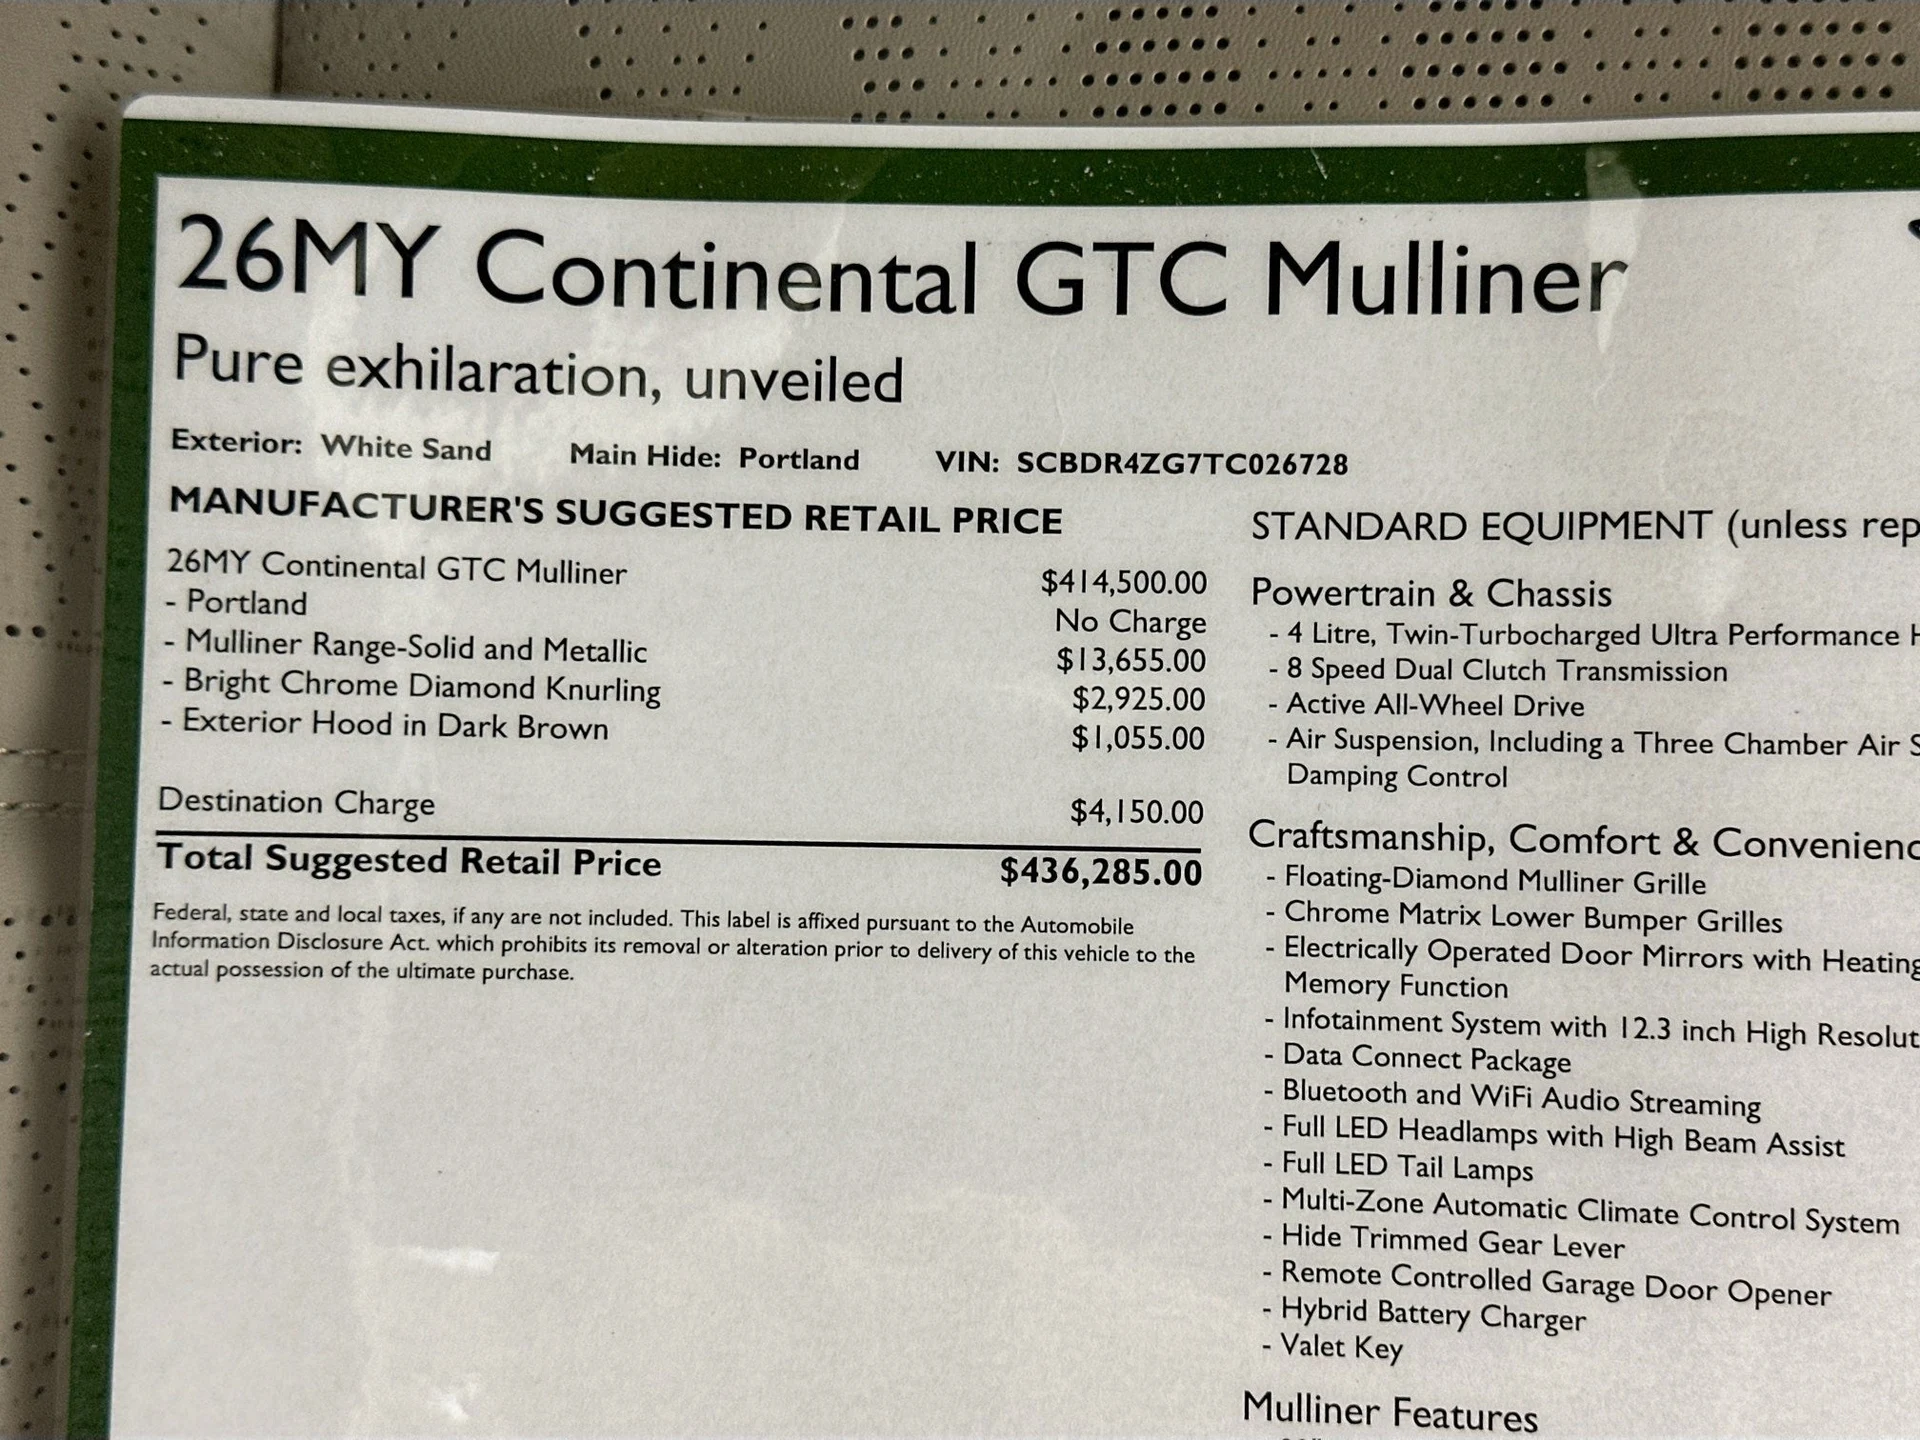 26MY Continental GTC Mulliner
Pure exhilaration, unveiled
Exterior: White Sand Main Hide: Portland VIN: SCBDR4ZG7TC026728
MANUFACTURER'S SUGGESTED RETAIL PRICE
26MY Continental GTC Mulliner $414,500.00
- Portland No Charge
- Mulliner Range-Solid and Metallic $13,655.00
- Bright Chrome Diamond Knurling $2,925.00
- Exterior Hood in Dark Brown $1,055.00
Destination Charge $4,150.00
Total Suggested Retail Price $436,285.00
Federal, state and local taxes, if any are not included. This label is affixed pursuant to the Automobile
Information Disclosure Act. which prohibits its removal or alteration prior to delivery of this vehicle to the
actual possession of the ultimate purchase.
STANDARD EQUIPMENT (unless rep
Powertrain & Chassis
- 4 Litre, Twin-Turbocharged Ultra Performance H
- 8 Speed Dual Clutch Transmission
- Active All-Wheel Drive
- Air Suspension, Including a Three Chamber Air S
Damping Control
Craftsmanship, Comfort & Convenienc
- Floating-Diamond Mulliner Grille
- Chrome Matrix Lower Bumper Grilles
- Electrically Operated Door Mirrors with Heating
Memory Function
- Infotainment System with 12.3 inch High Resolut
- Data Connect Package
- Bluetooth and WiFi Audio Streaming
- Full LED Headlamps with High Beam Assist
- Full LED Tail Lamps
- Multi-Zone Automatic Climate Control System
- Hide Trimmed Gear Lever
- Remote Controlled Garage Door Opener
- Hybrid Battery Charger
- Valet Key
Mulliner Features